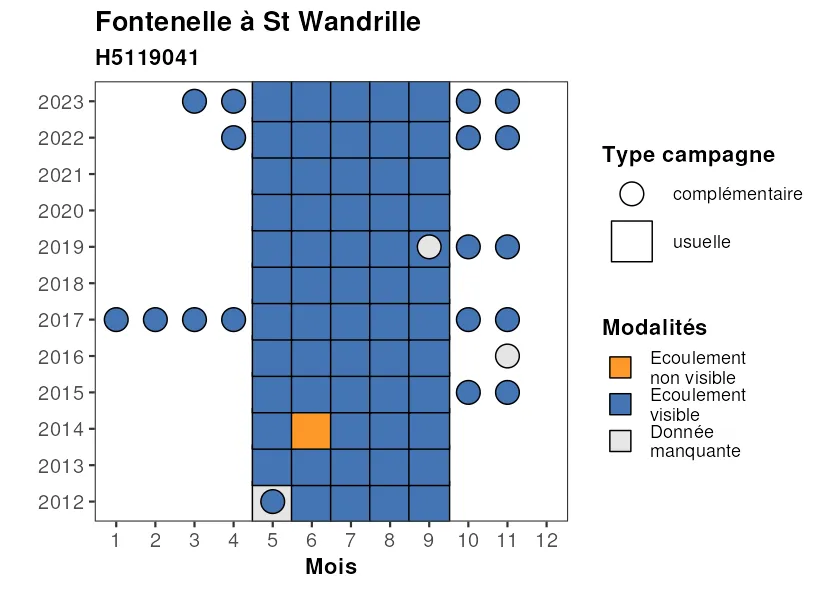 Fontenelle à St Wandrille
H5119041
2023
2022
2021
2020
2019
2018
2017
2016
2015
2014
2013
2012
1 2 3 4 5 6 7 8 9 10 11 12
Mois
Type campagne
complémentaire
usuelle
Modalités
Ecoulement
non visible
Ecoulement
visible
Donnée
manquante